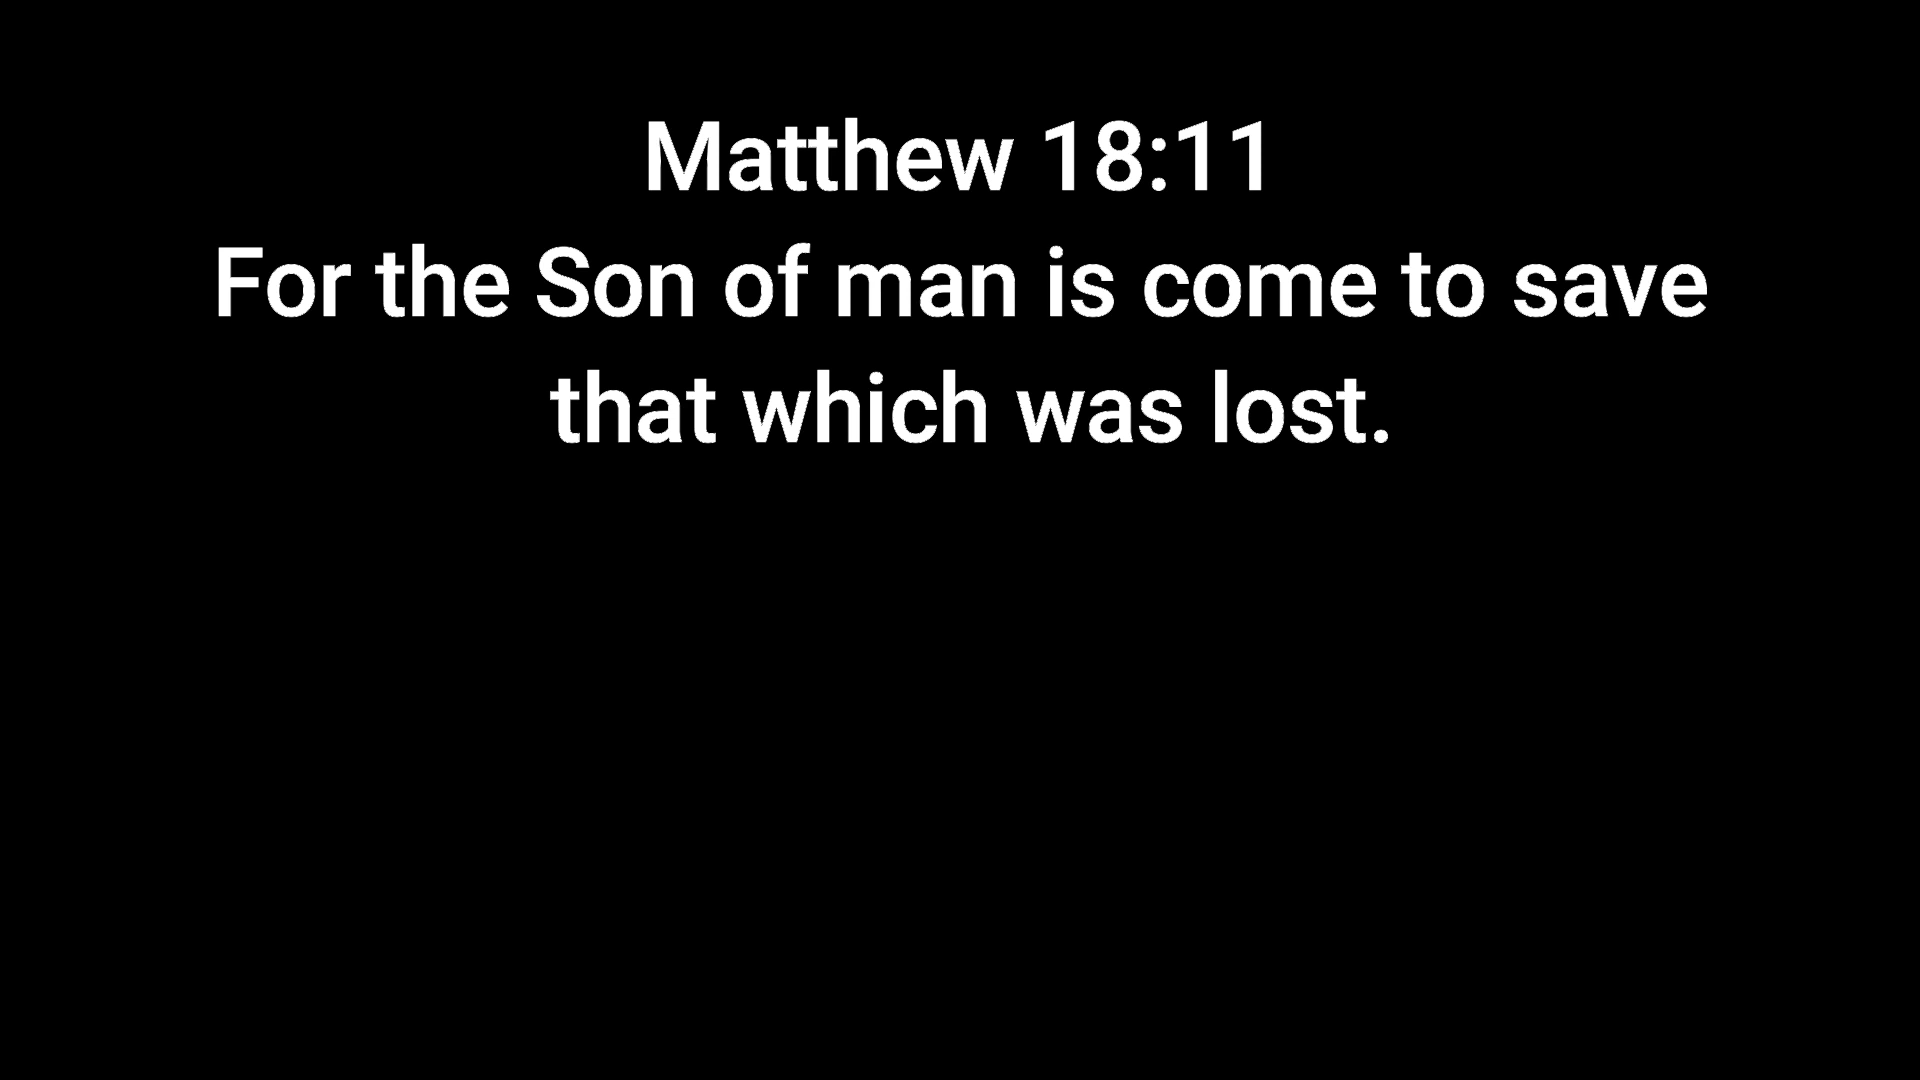 Matthew 18:11
For the Son of man is come to save
that which was lost.